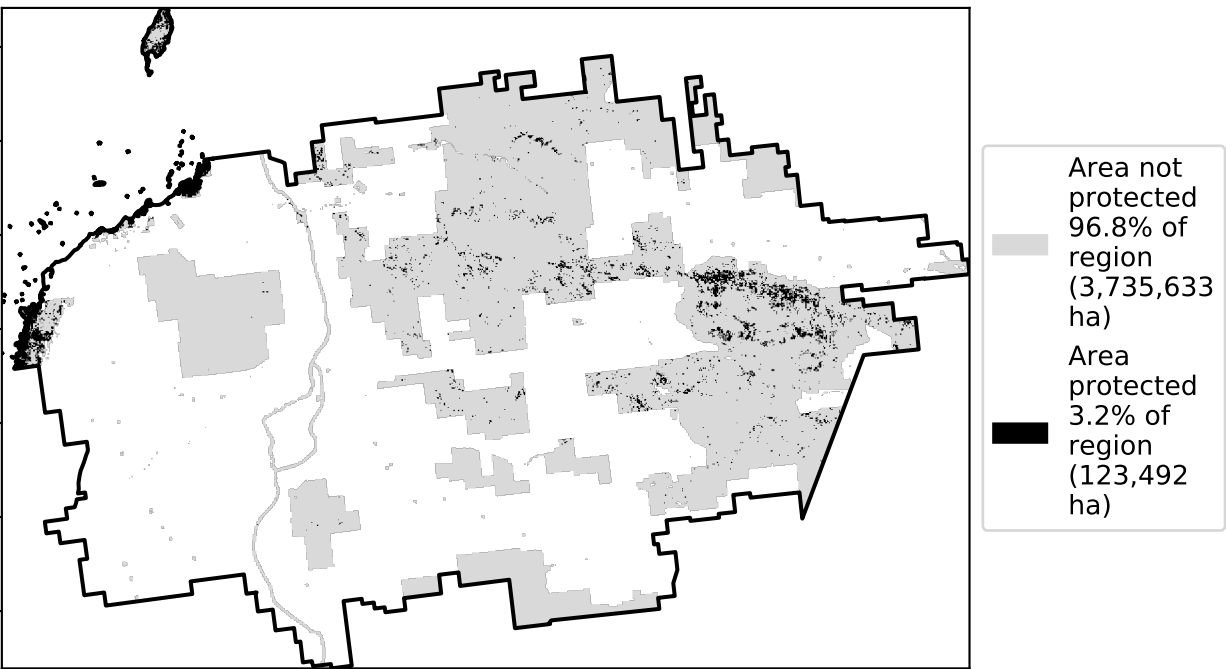 Area not
protected
96.8% of
region
(3,735,633
ha)
Area
protected
3.2% of
region
(123,492
ha)